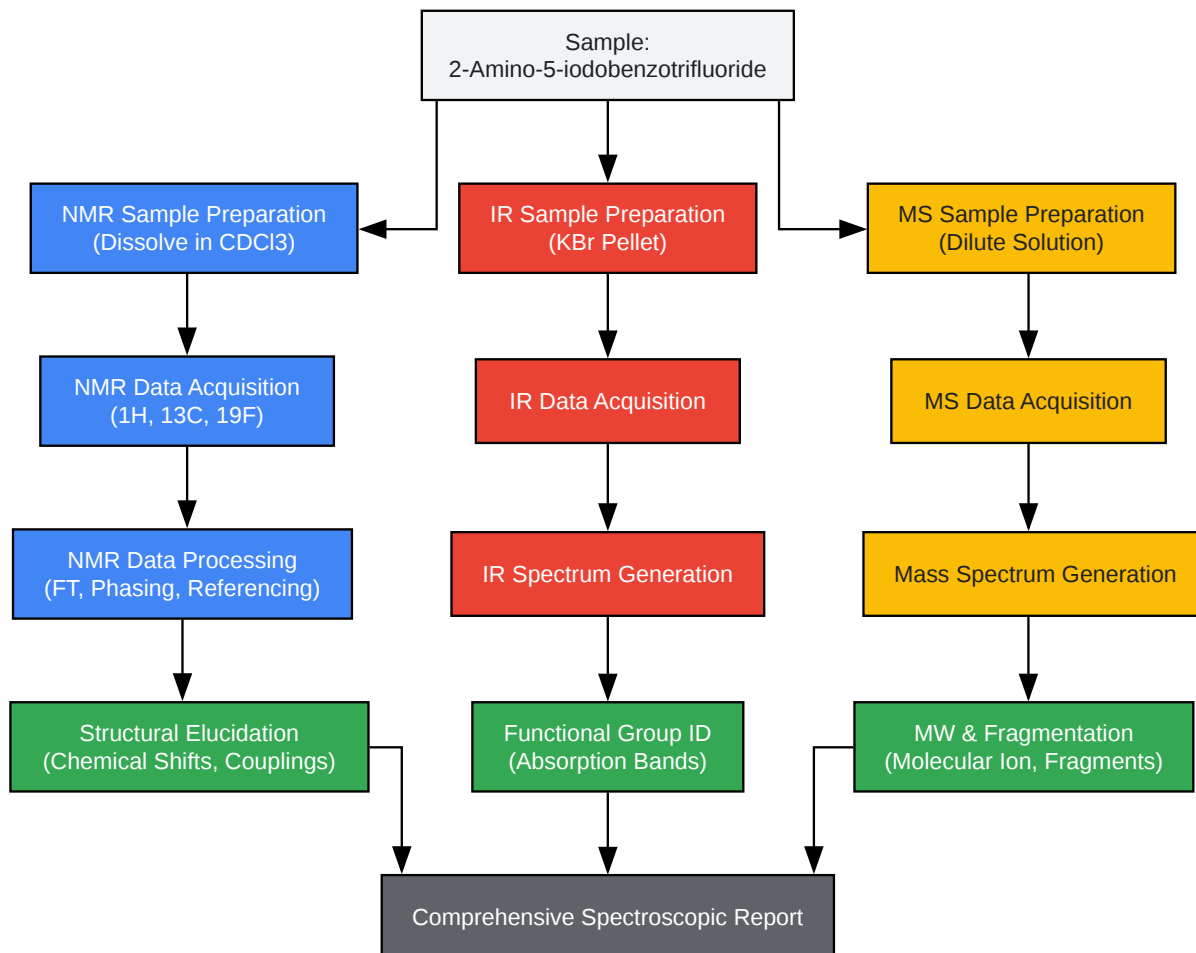 Sample:
2-Amino-5-iodobenzotrifluoride
NMR Sample Preparation
(Dissolve in CDCl3)
IR Sample Preparation
(KBr Pellet)
MS Sample Preparation
(Dilute Solution)
NMR Data Acquisition
(1H, 13C, 19F)
IR Data Acquisition
MS Data Acquisition
NMR Data Processing
(FT, Phasing, Referencing)
IR Spectrum Generation
Mass Spectrum Generation
Structural Elucidation
(Chemical Shifts, Couplings)
Functional Group ID
(Absorption Bands)
MW & Fragmentation
(Molecular Ion, Fragments)
Comprehensive Spectroscopic Report